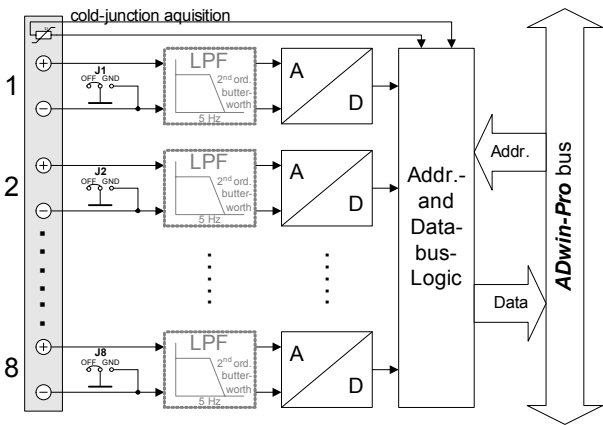 cold-junction aquisition
1
+
−
J1
OFF GND
LPF
2nd ord.
butter-
worth
5 Hz
A
D
2
+
−
J2
OFF GND
LPF
2nd ord.
butter-
worth
5 Hz
A
D
8
+
−
J8
OFF GND
LPF
2nd ord.
butter-
worth
5 Hz
A
D
Addr.-
and
Data-
bus-
Logic
Addr.
Data
ADwin-Pro bus